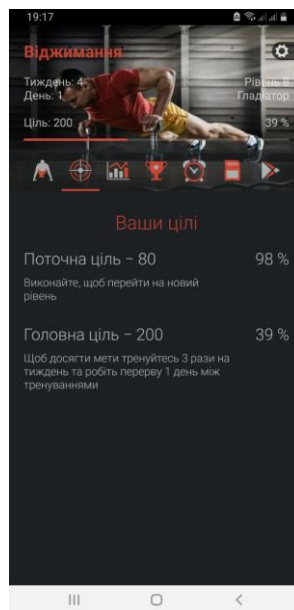 19:17
Віджимання
Тиждень: 4
Рівень 8
День: 1
Гладіатор
Ціль: 200
39 %
Ваши цілі
Поточна ціль – 80
98 %
Виконайте, щоб перейти на новий
рівень
Головна ціль – 200
39 %
Щоб досягти мети тренуйтесь 3 рази на
тиждень та робіть перерву 1 день між
тренуваннями